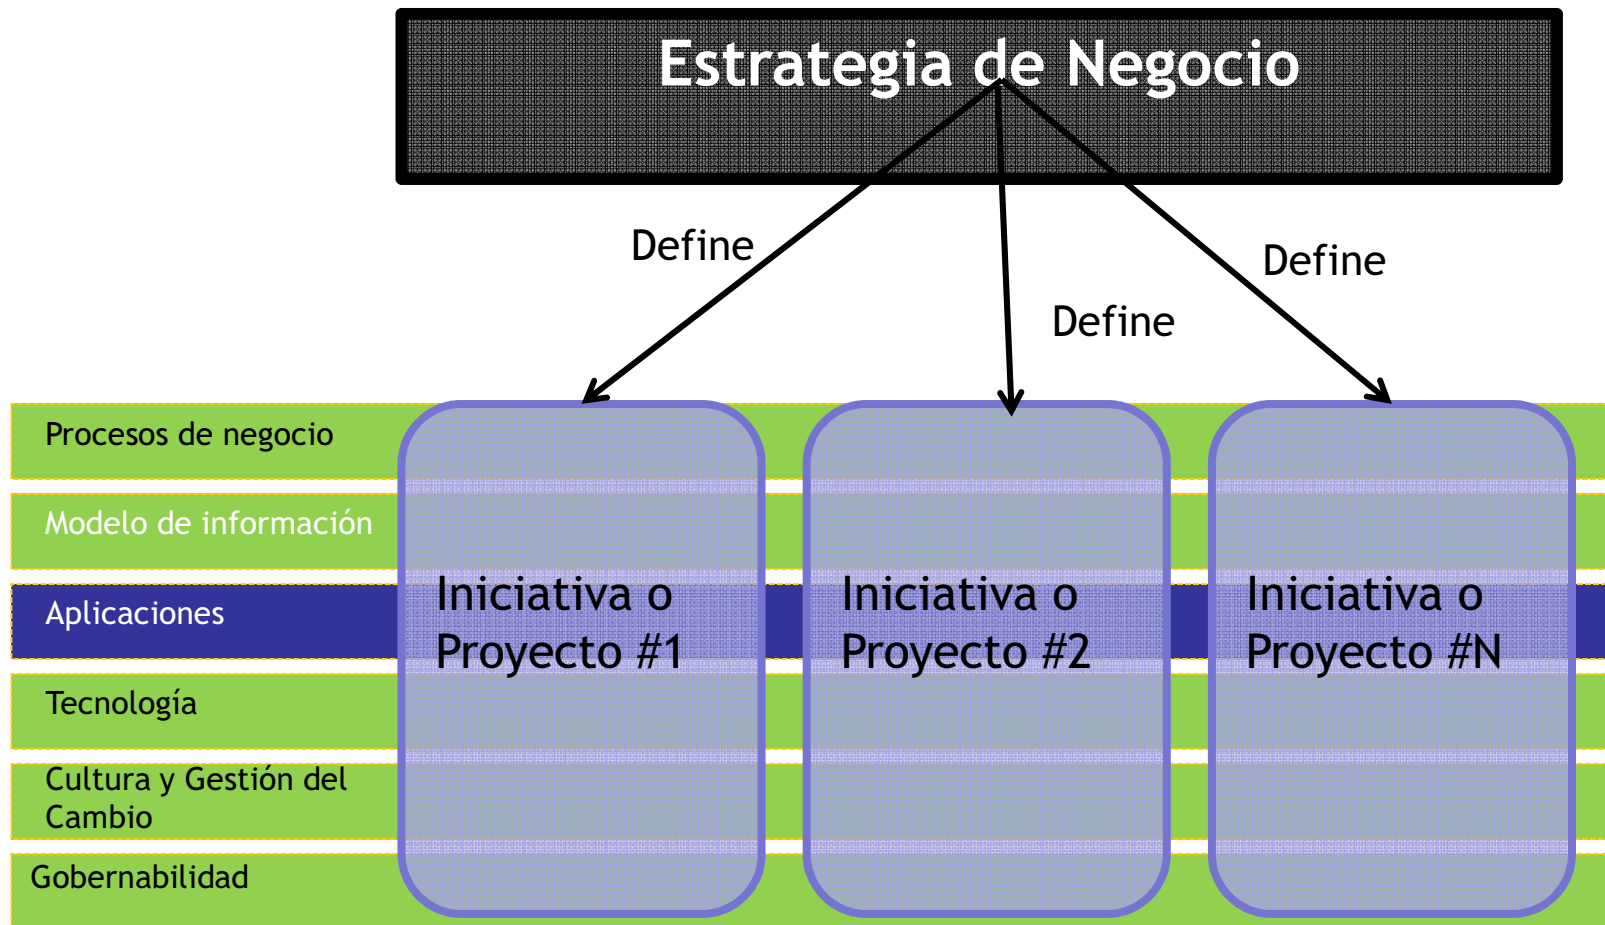 Estrategia de Negocio
Define
Define
Define
Procesos de negocio
Modelo de información
Aplicaciones
Tecnología
Cultura y Gestión del
Cambio
Gobernabilidad
Iniciativa o
Proyecto #1
Iniciativa o
Proyecto #2
Iniciativa o
Proyecto #N